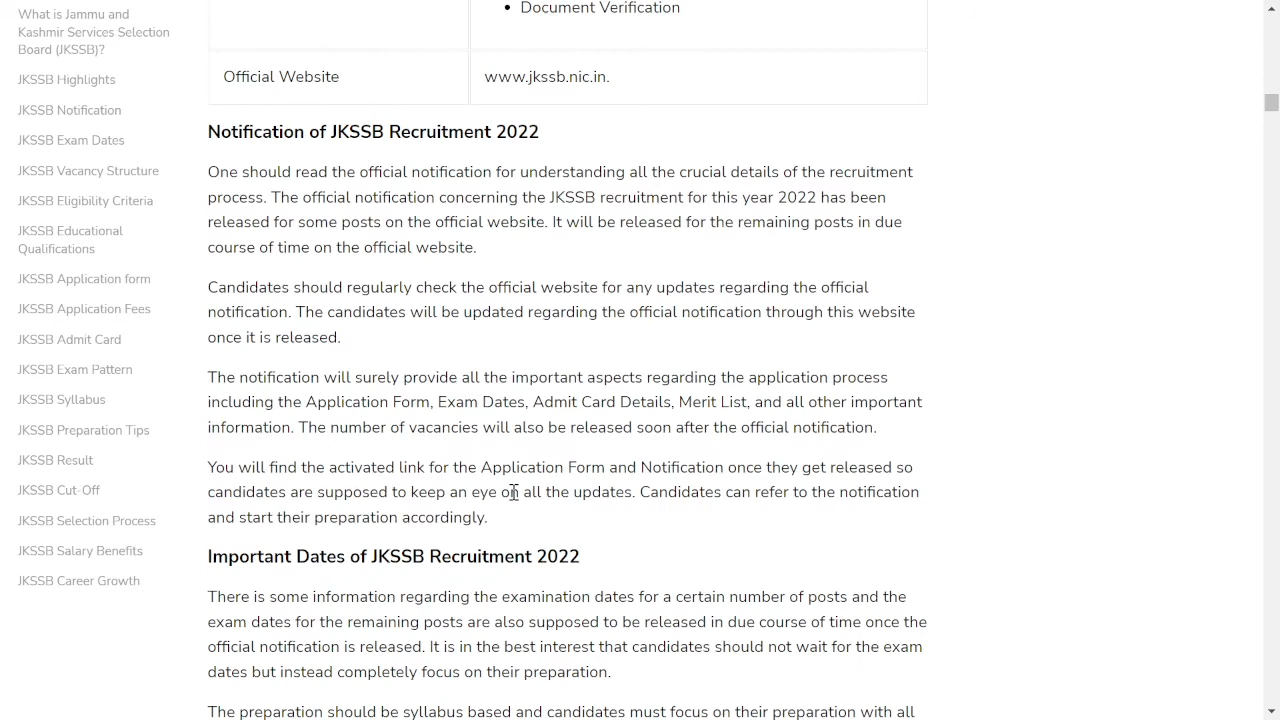 What is Jammu and
Kashmir Services Selection
Board (JKSSB)?
JKSSB Highlights
JKSSB Notification
JKSSB Exam Dates
JKSSB Vacancy Structure
JKSSB Eligibility Criteria
JKSSB Educational
Qualifications
JKSSB Application form
JKSSB Application Fees
JKSSB Admit Card
JKSSB Exam Pattern
JKSSB Syllabus
JKSSB Preparation Tips
JKSSB Result
JKSSB Cut-Off
JKSSB Selection Process
JKSSB Salary Benefits
JKSSB Career Growth
• Document Verification
Official Website www.jkssb.nic.in.
Notification of JKSSB Recruitment 2022
One should read the official notification for understanding all the crucial details of the recruitment
process. The official notification concerning the JKSSB recruitment for this year 2022 has been
released for some posts on the official website. It will be released for the remaining posts in due
course of time on the official website.
Candidates should regularly check the official website for any updates regarding the official
notification. The candidates will be updated regarding the official notification through this website
once it is released.
The notification will surely provide all the important aspects regarding the application process
including the Application Form, Exam Dates, Admit Card Details, Merit List, and all other important
information. The number of vacancies will also be released soon after the official notification.
You will find the activated link for the Application Form and Notification once they get released so
candidates are supposed to keep an eye on all the updates. Candidates can refer to the notification
and start their preparation accordingly.
Important Dates of JKSSB Recruitment 2022
There is some information regarding the examination dates for a certain number of posts and the
exam dates for the remaining posts are also supposed to be released in due course of time once the
official notification is released. It is in the best interest that candidates should not wait for the exam
dates but instead completely focus on their preparation.
The preparation should be syllabus based and candidates must focus on their preparation with all